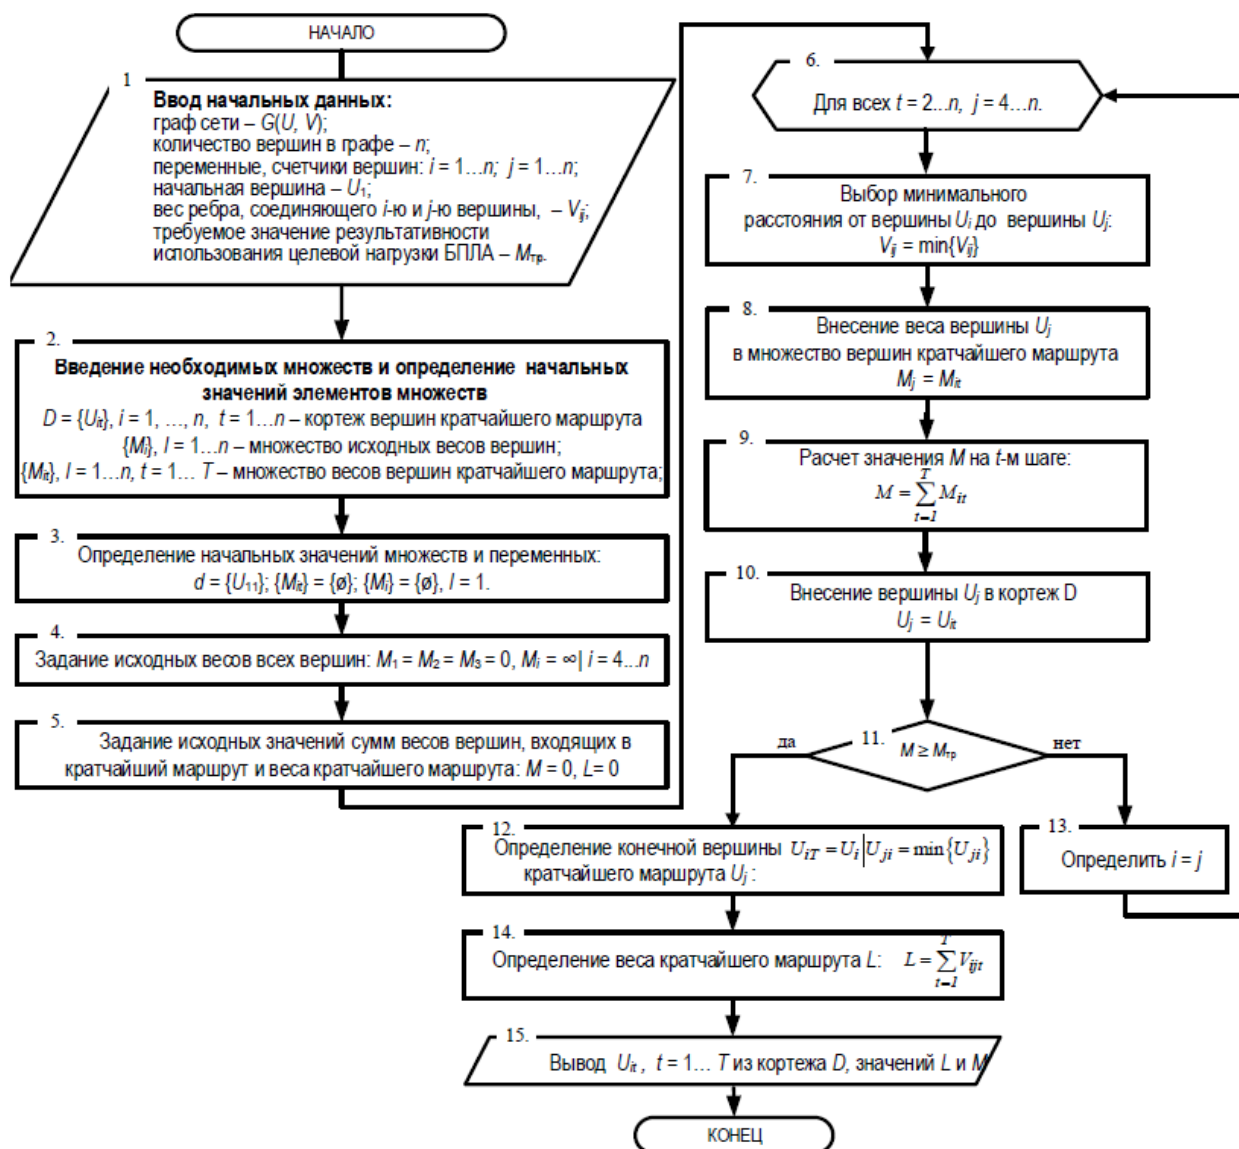 НАЧАЛО
1
Ввод начальных данных:
граф сети – G(U, V);
количество вершин в графе – n;
переменные, счетчики вершин: i = 1…n; j = 1…n;
начальная вершина – U₁;
вес ребра, соединяющего i-ю и j-ю вершины, – Vᵢⱼ;
требуемое значение результативности
использования целевой нагрузки БПЛА – Mтр.
2.
Введение необходимых множеств и определение начальных
значений элементов множеств
D = {Uᵢₜ}, i = 1, …, n, t = 1…n – кортеж вершин кратчайшего маршрута
{Mᵢ}, I = 1…n – множество исходных весов вершин;
{Mᵢₜ}, I = 1…n, t = 1… T – множество весов вершин кратчайшего маршрута;
3.
Определение начальных значений множеств и переменных:
d = {U₁₁}; {Mᵢₜ} = {ø}; {Mᵢ} = {ø}, I = 1.
4.
Задание исходных весов всех вершин: M₁ = M₂ = M₃ = 0, Mᵢ = ∞| i = 4...n
5.
Задание исходных значений сумм весов вершин, входящих в
кратчайший маршрут и веса кратчайшего маршрута: M = 0, L= 0
6.
Для всех t = 2...n, j = 4…n.
7.
Выбор минимального
расстояния от вершины Uᵢ до вершины Uⱼ:
Vᵢⱼ = min{Vᵢⱼ}
8.
Внесение веса вершины Uⱼ
в множество вершин кратчайшего маршрута
Mⱼ = Mᵢₜ
9.
Расчет значения M на t-м шаге:
M = ∑ₜ₌₁ᵀ Mᵢₜ
10.
Внесение вершины Uⱼ в кортеж D
Uⱼ = Uᵢₜ
11.
M ≥ Mтр
да
нет
12.
Определение конечной вершины U_iT = Uᵢ|Uⱼᵢ = min{Uⱼᵢ}
кратчайшего маршрута Uⱼ :
13.
Определить i = j
14.
Определение веса кратчайшего маршрута L: L = ∑ₜ₌₁ᵀ Vᵢⱼₜ
15.
Вывод Uᵢₜ , t = 1… T из кортежа D, значений L и M
КОНЕЦ